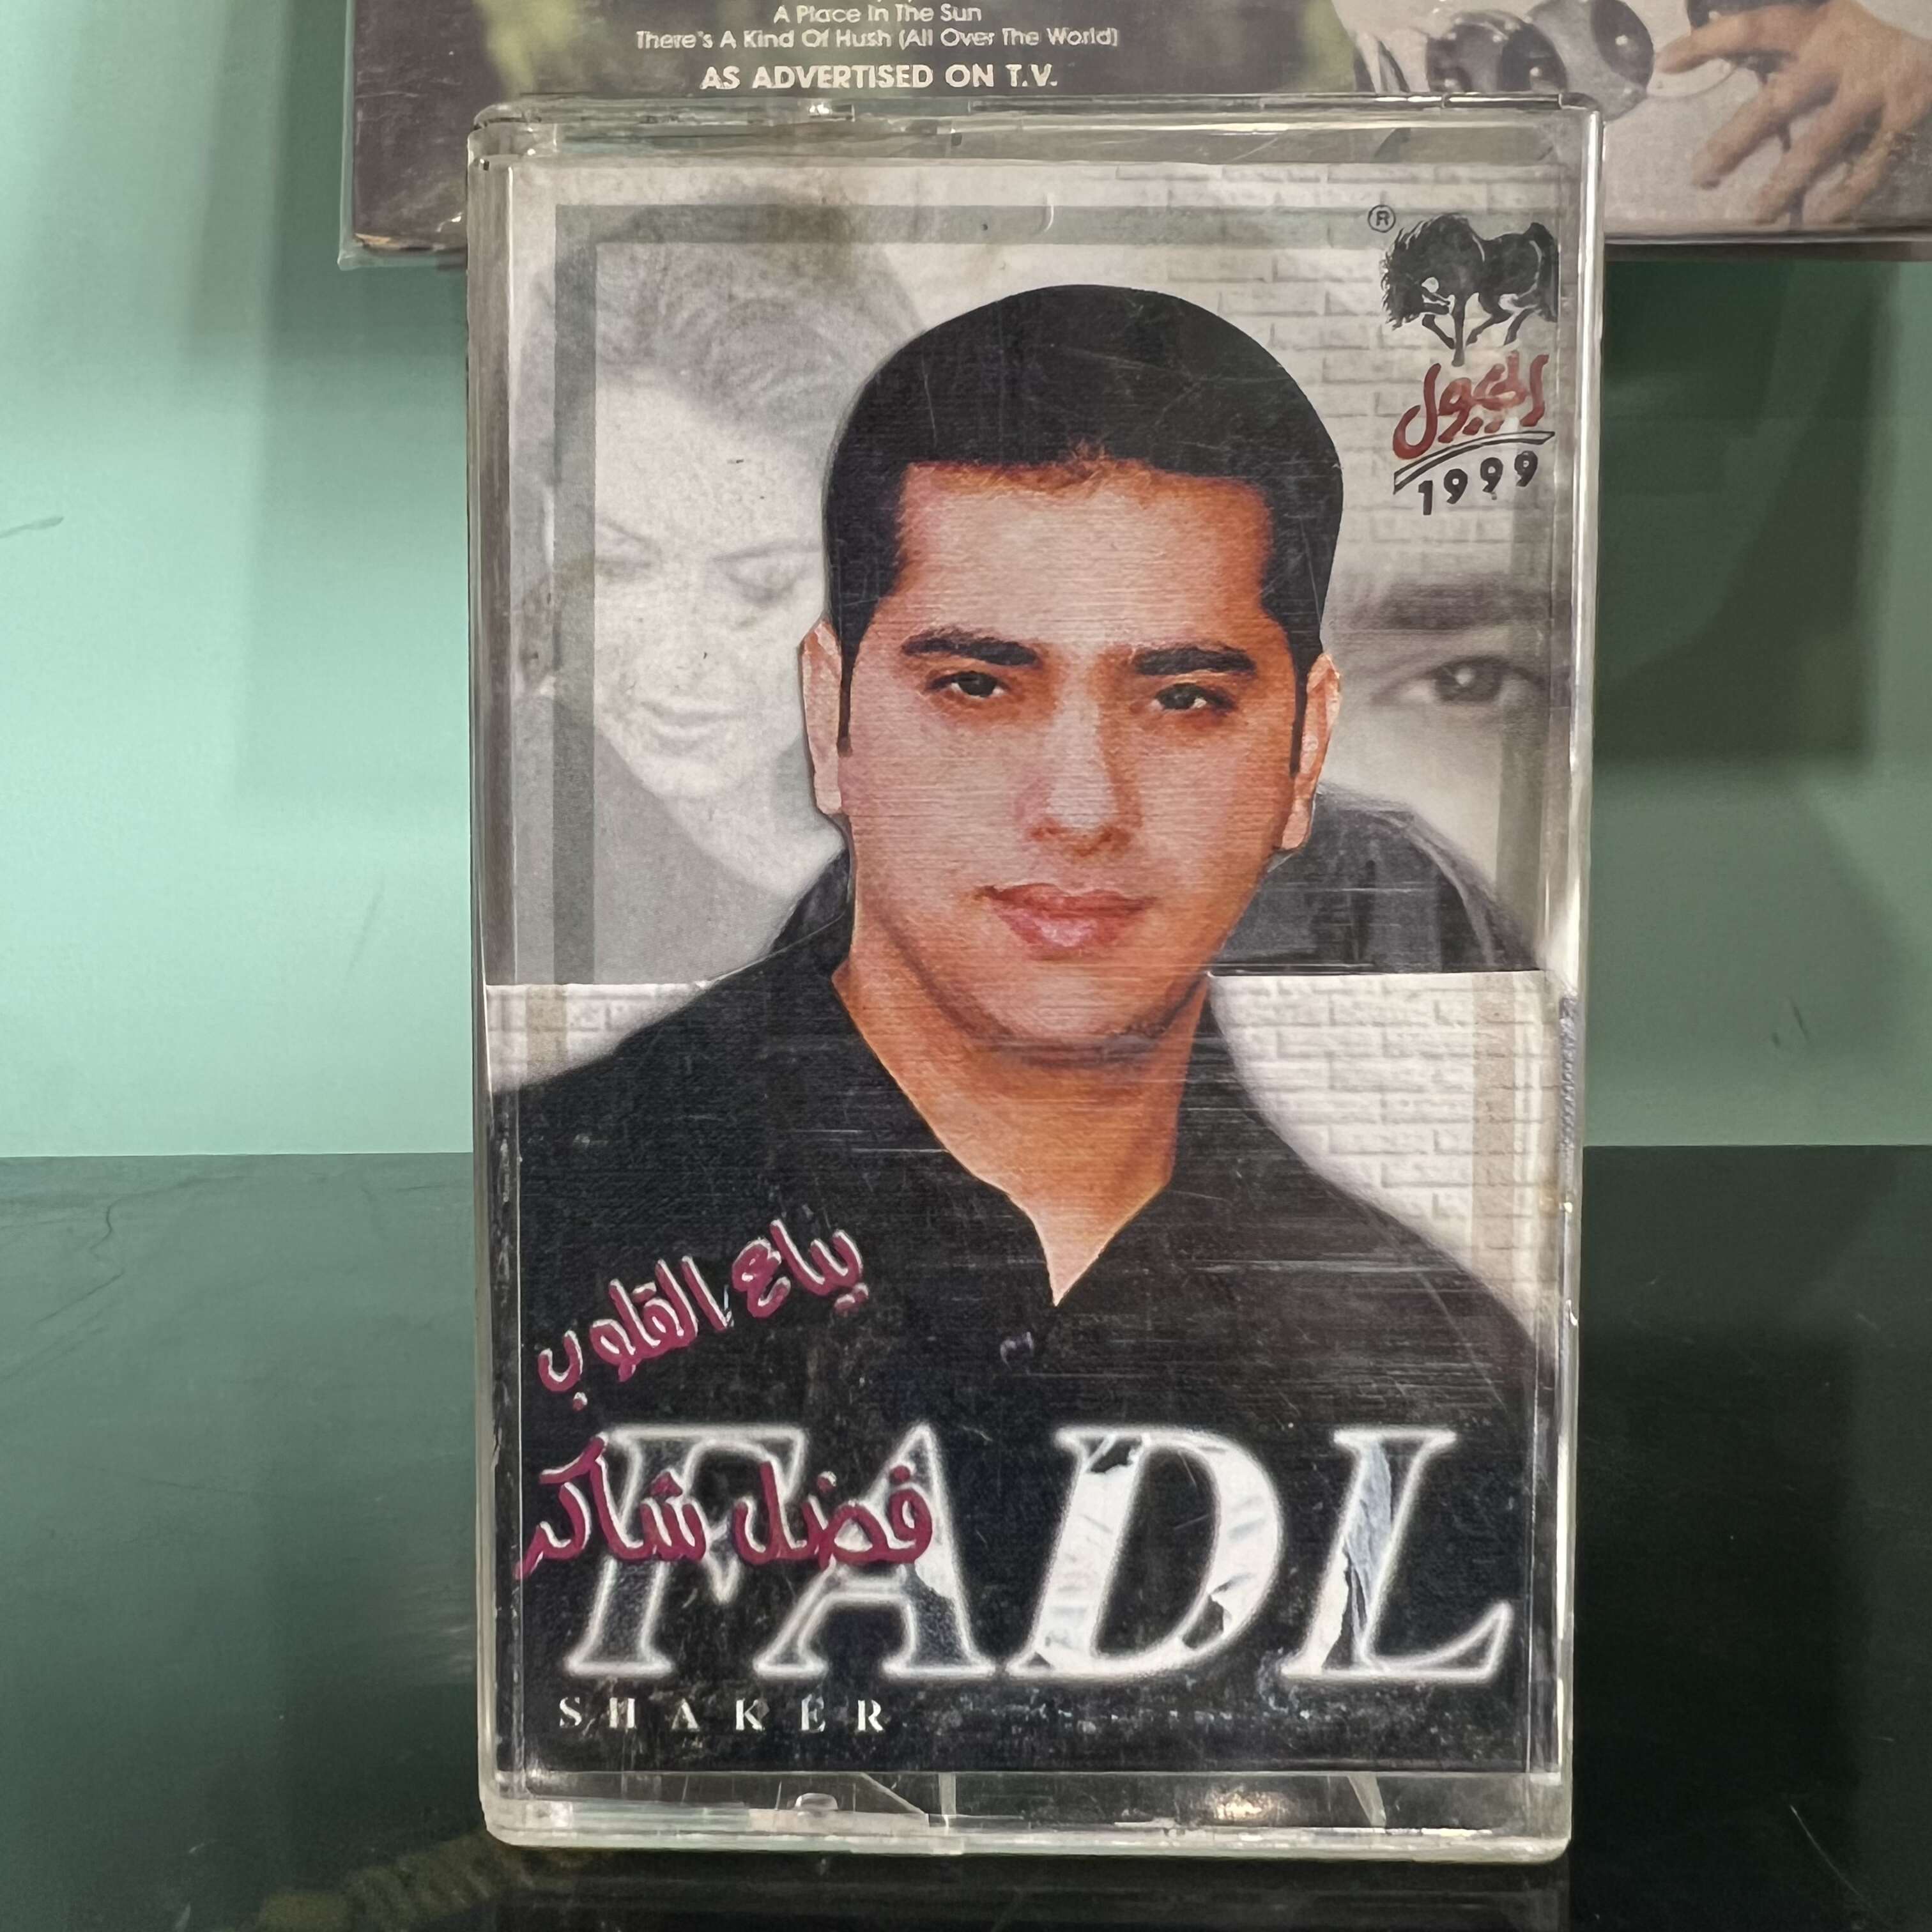 A Place In The Sun
There's A Kind Of Hush (All Over The World)
AS ADVERTISED ON T.V.
®
الخيول
1999
بياع القلوب
فضل شاكر
FADL
SHAKER